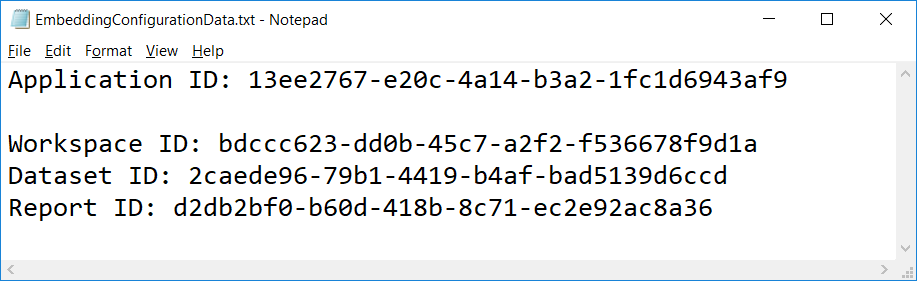 EmbeddingConfigurationData.txt - Notepad
File Edit Format View Help
Application ID: 13ee2767-e20c-4a14-b3a2-1fc1d6943af9
Workspace ID: bdccc623-dd0b-45c7-a2f2-f536678f9d1a
Dataset ID: 2caede96-79b1-4419-b4af-bad5139d6ccd
Report ID: d2db2bf0-b60d-418b-8c71-ec2e92ac8a36